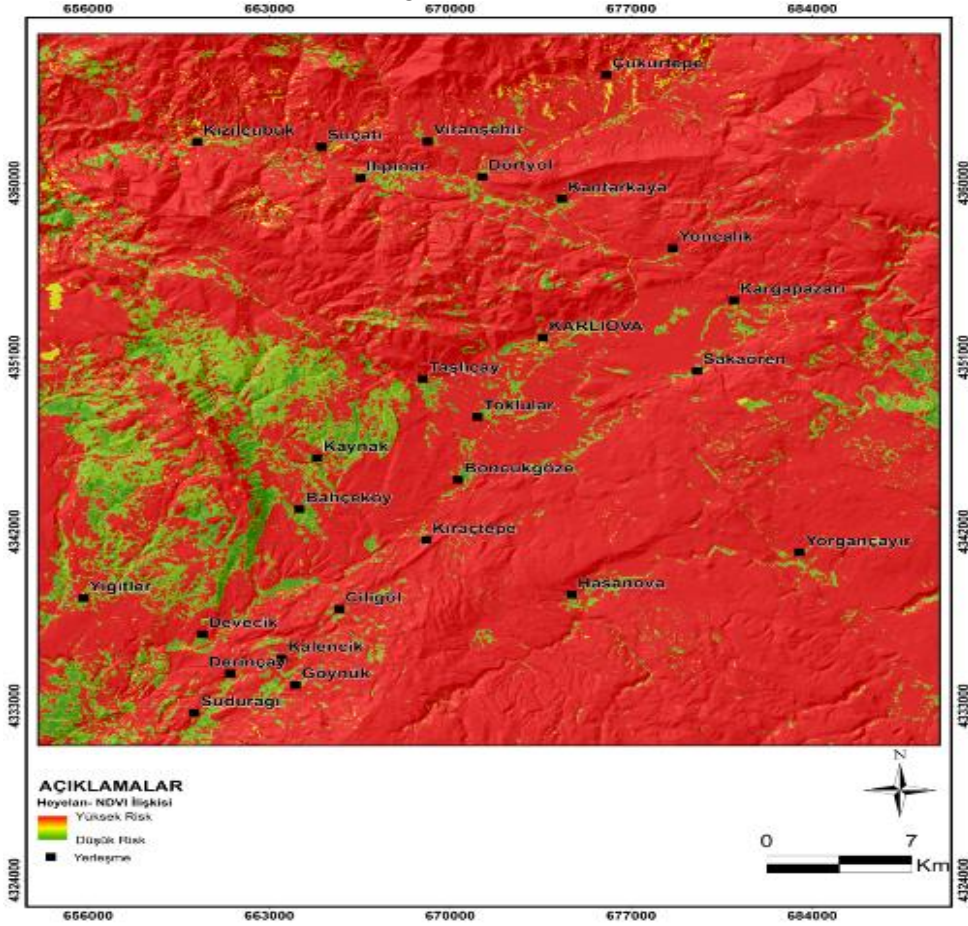 656000 663000 670000 677000 684000
Çukurtepe
Kızılçubuk
Suçatı
Viranşehir
Ilıpınar
Dörtyol
Kantarkaya
4360000
4360000
Yoncalık
Kargapazarı
KARLIOVA
4351000
4351000
Sakaören
Taşlıçay
Toklular
Kaynak
Boncukgöze
Bahçeköy
Kıraçtepe
4342000
4342000
Yorgançayır
Yiğitler
Hasanova
Ciligöl
Devecik
Kalencik
Derinçay
Göynük
Sudurağı
4333000
4333000
N
AÇIKLAMALAR
Heyelan- NDVI İlişkisi
Yüksek Risk
Düşük Risk
Yerleşme
0 7
Km
4324000
4324000
656000 663000 670000 677000 684000